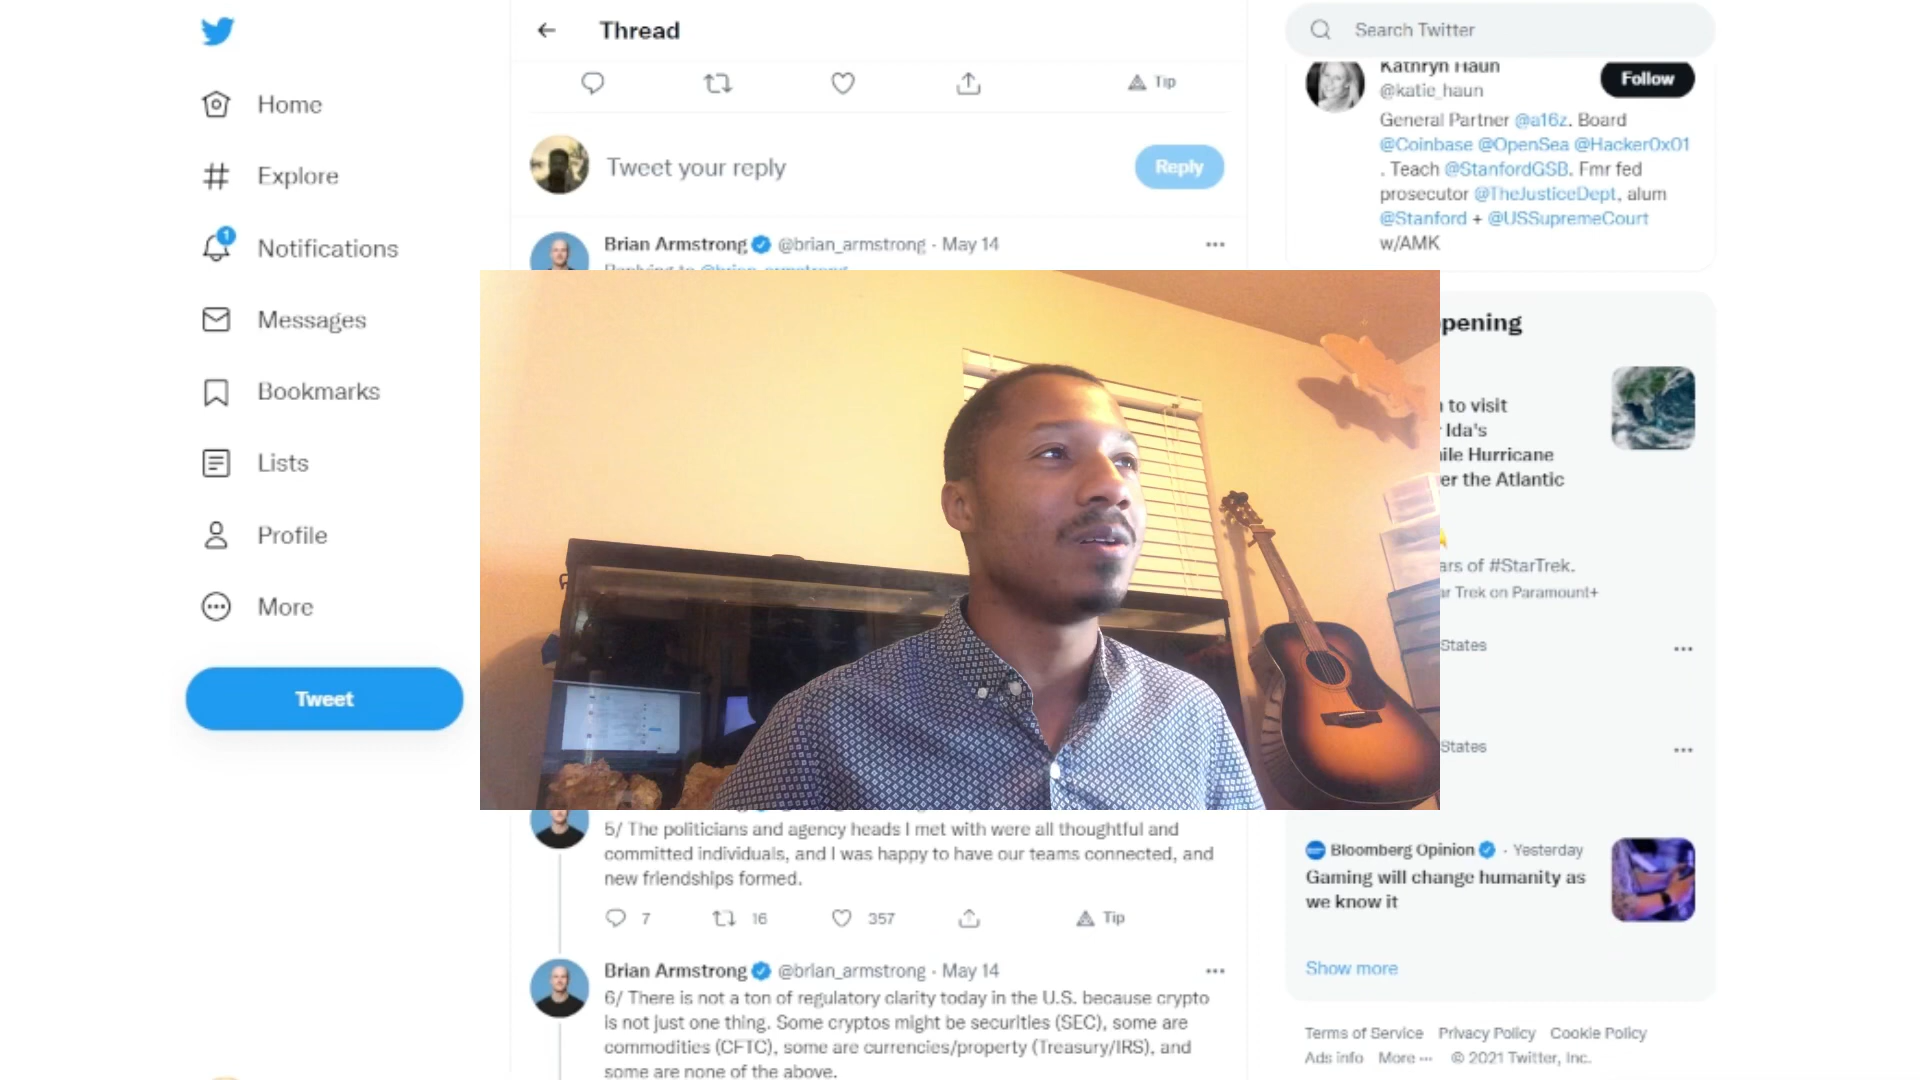 Home
Explore
1
Notifications
Messages
Bookmarks
Lists
Profile
More
Tweet
Thread
Tip
Tweet your reply
Reply
Brian Armstrong @brian_armstrong · May 14
Replying to @brian_armstrong
5/ The politicians and agency heads I met with were all thoughtful and
committed individuals, and I was happy to have our teams connected, and
new friendships formed.
7 16 357 Tip
Brian Armstrong @brian_armstrong · May 14
6/ There is not a ton of regulatory clarity today in the U.S. because crypto
is not just one thing. Some cryptos might be securities (SEC), some are
commodities (CFTC), some are currencies/property (Treasury/IRS), and
some are none of the above.
Search Twitter
Kathryn Haun
@katie_haun
Follow
General Partner @a16z. Board
@Coinbase @OpenSea @Hacker0x01
. Teach @StanfordGSB. Fmr fed
prosecutor @TheJusticeDept, alum
@Stanford + @USSupremeCourt
w/AMK
pening
to visit
Ida's
ile Hurricane
er the Atlantic
ars of #StarTrek.
ar Trek on Paramount+
States
States
Bloomberg Opinion · Yesterday
Gaming will change humanity as
we know it
Show more
Terms of Service Privacy Policy Cookie Policy
Ads info More ··· © 2021 Twitter, Inc.